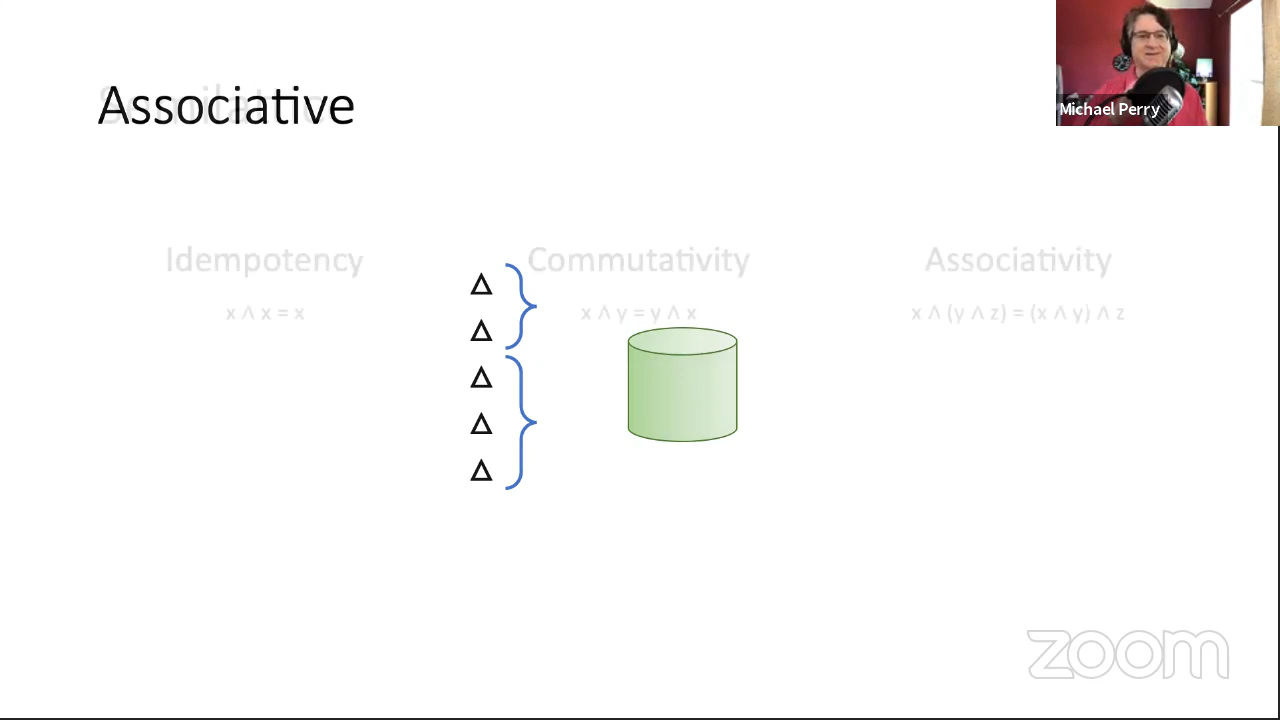 Associative
Michael Perry
Idempotency
Commutativity
Associativity
x ∧ x = x
x ∧ y = y ∧ x
x ∧ (y ∧ z) = (x ∧ y) ∧ z
Δ
Δ
Δ
Δ
Δ
zoom